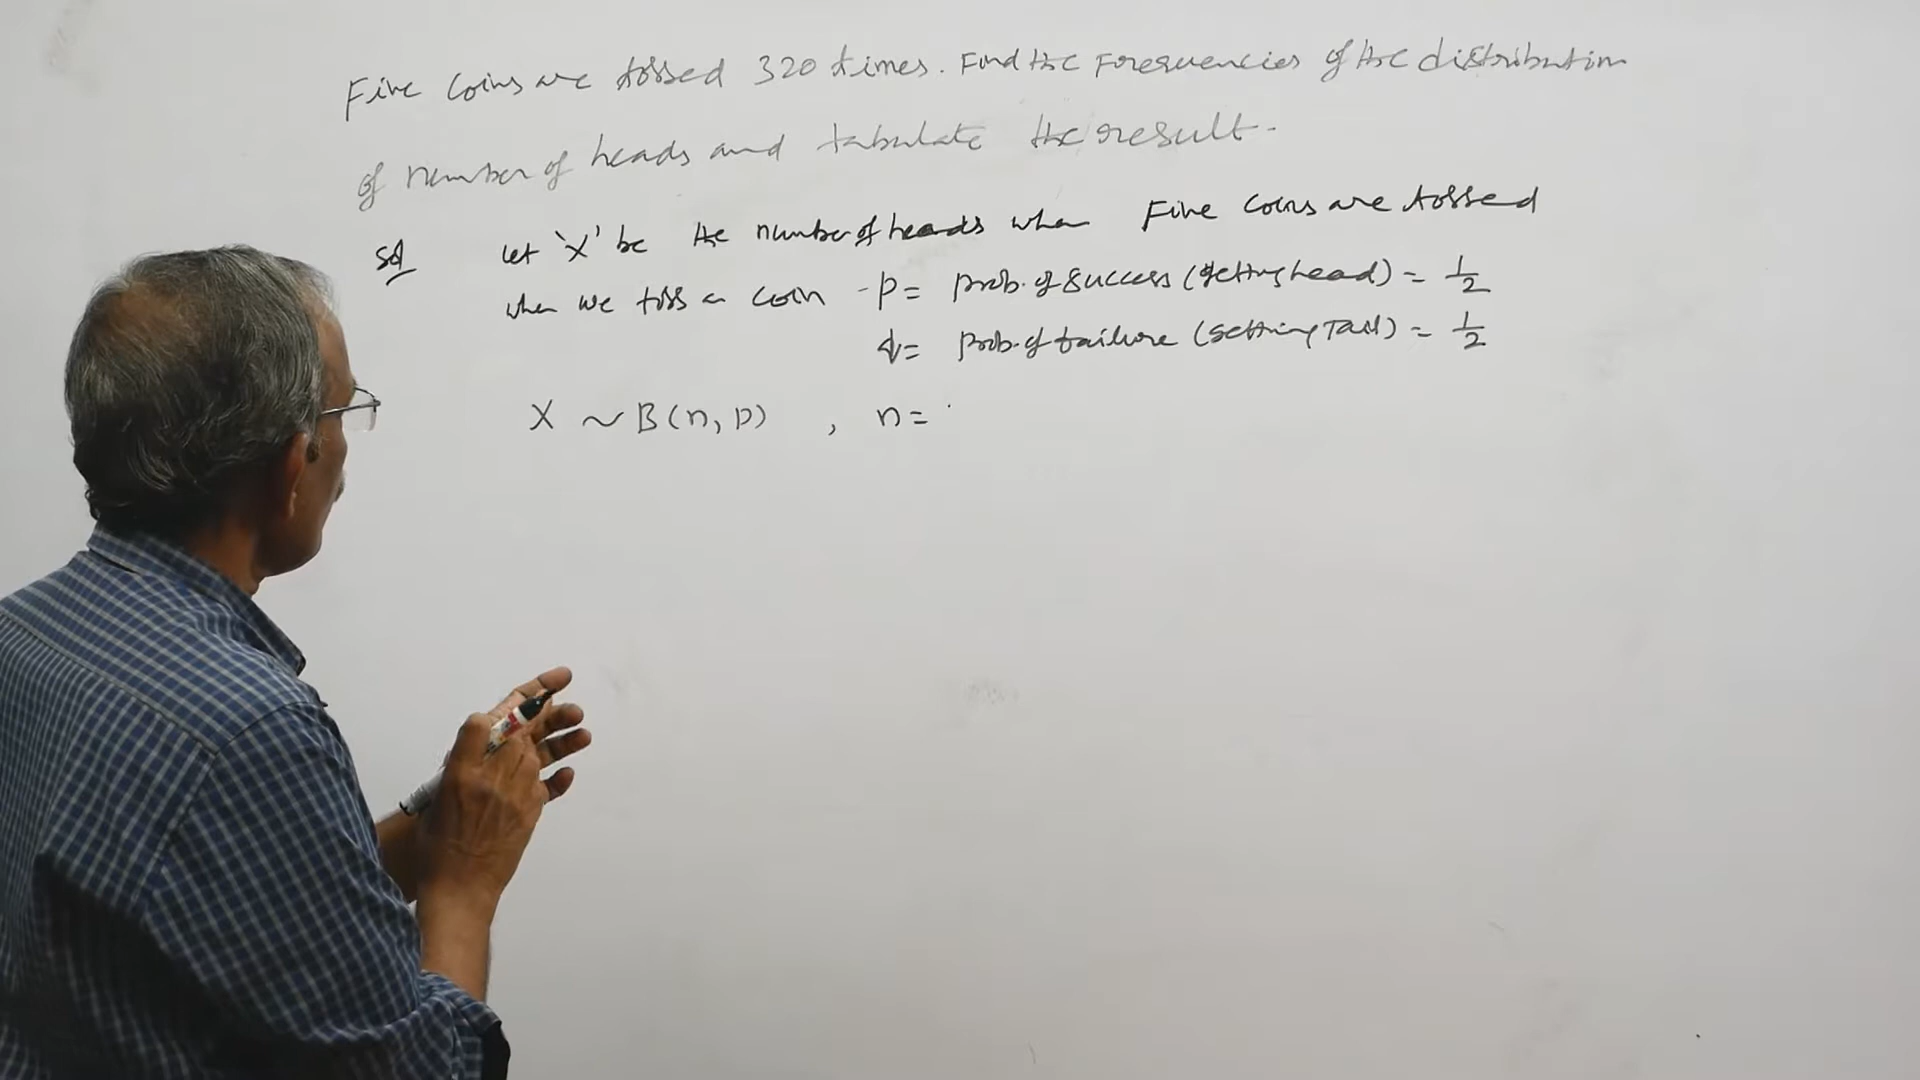 Five coins are tossed 320 times. Find the Frequencies of the distribution
of number of heads and tabulate the result.
Sol Let 'X' be the number of heads when Five coins are tossed
when we toss a coin - p = prob. of success (getting head) = 1/2
q = prob. of failure (getting Tail) = 1/2
X ~ B(n, p) , n =